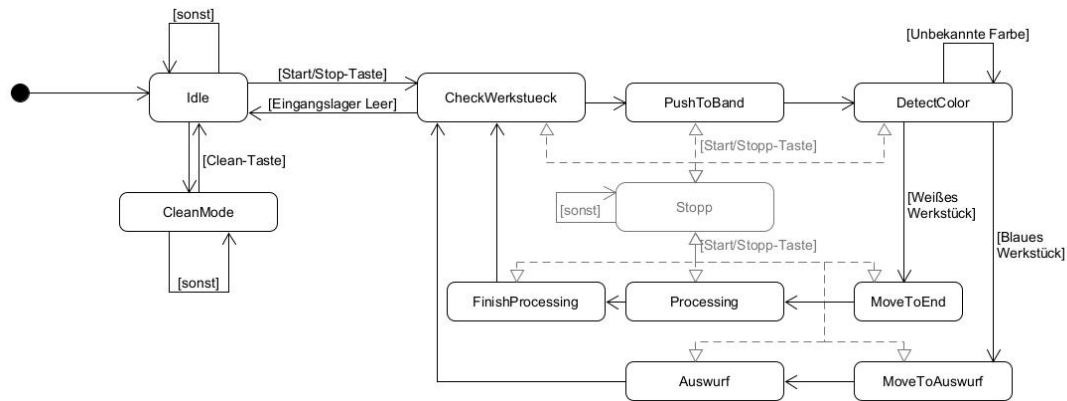 [sonst]
[Unbekannte Farbe]
[Start/Stop-Taste]
Idle
CheckWerkstueck
PushToBand
DetectColor
[Eingangslager Leer]
[Start/Stopp-Taste]
[Clean-Taste]
CleanMode
Stopp
[sonst]
[Weißes
Werkstück]
[Blaues
Werkstück]
[Start/Stopp-Taste]
[sonst]
FinishProcessing
Processing
MoveToEnd
Auswurf
MoveToAuswurf